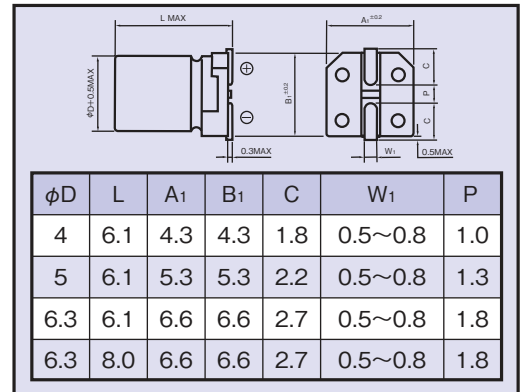 L MAX
A1±0.2
φD+0.5MAX
⊕
B1±0.2
C
P
⊖
C
0.3MAX
W1
0.5MAX
φD L A1 B1 C W1 P
4 6.1 4.3 4.3 1.8 0.5〜0.8 1.0
5 6.1 5.3 5.3 2.2 0.5〜0.8 1.3
6.3 6.1 6.6 6.6 2.7 0.5〜0.8 1.8
6.3 8.0 6.6 6.6 2.7 0.5〜0.8 1.8